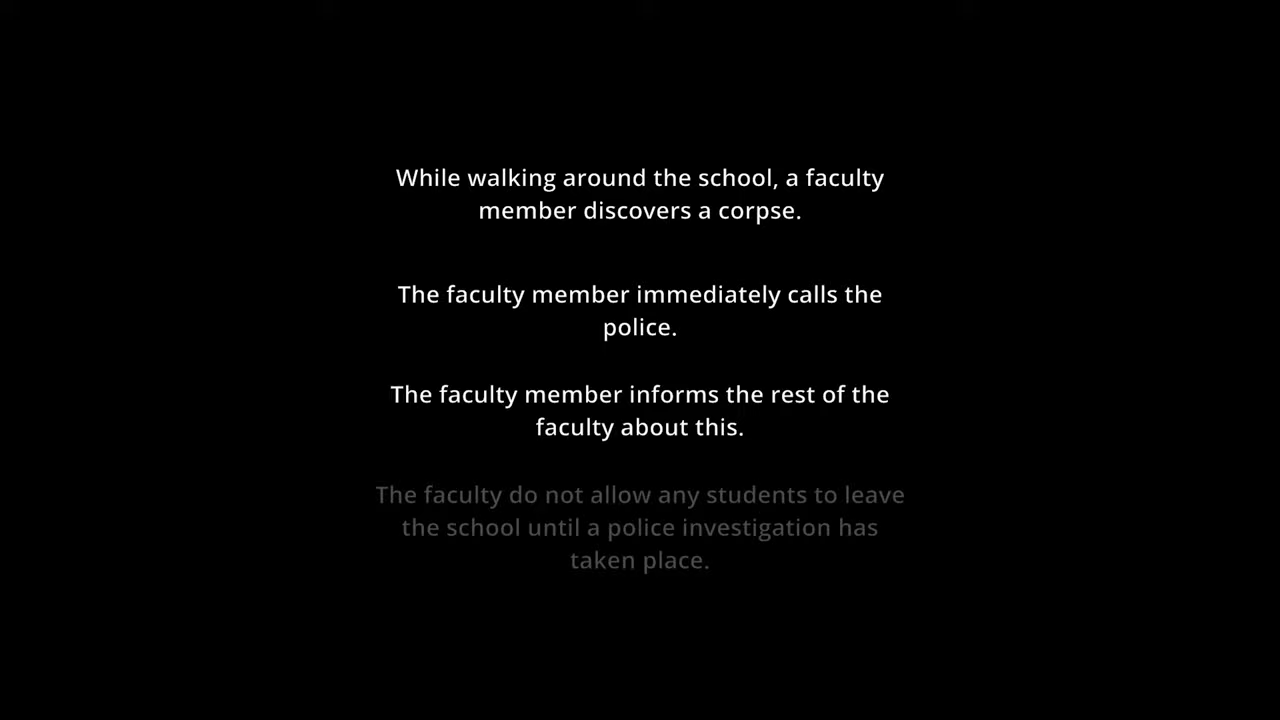 While walking around the school, a faculty
member discovers a corpse.
The faculty member immediately calls the
police.
The faculty member informs the rest of the
faculty about this.
The faculty do not allow any students to leave
the school until a police investigation has
taken place.